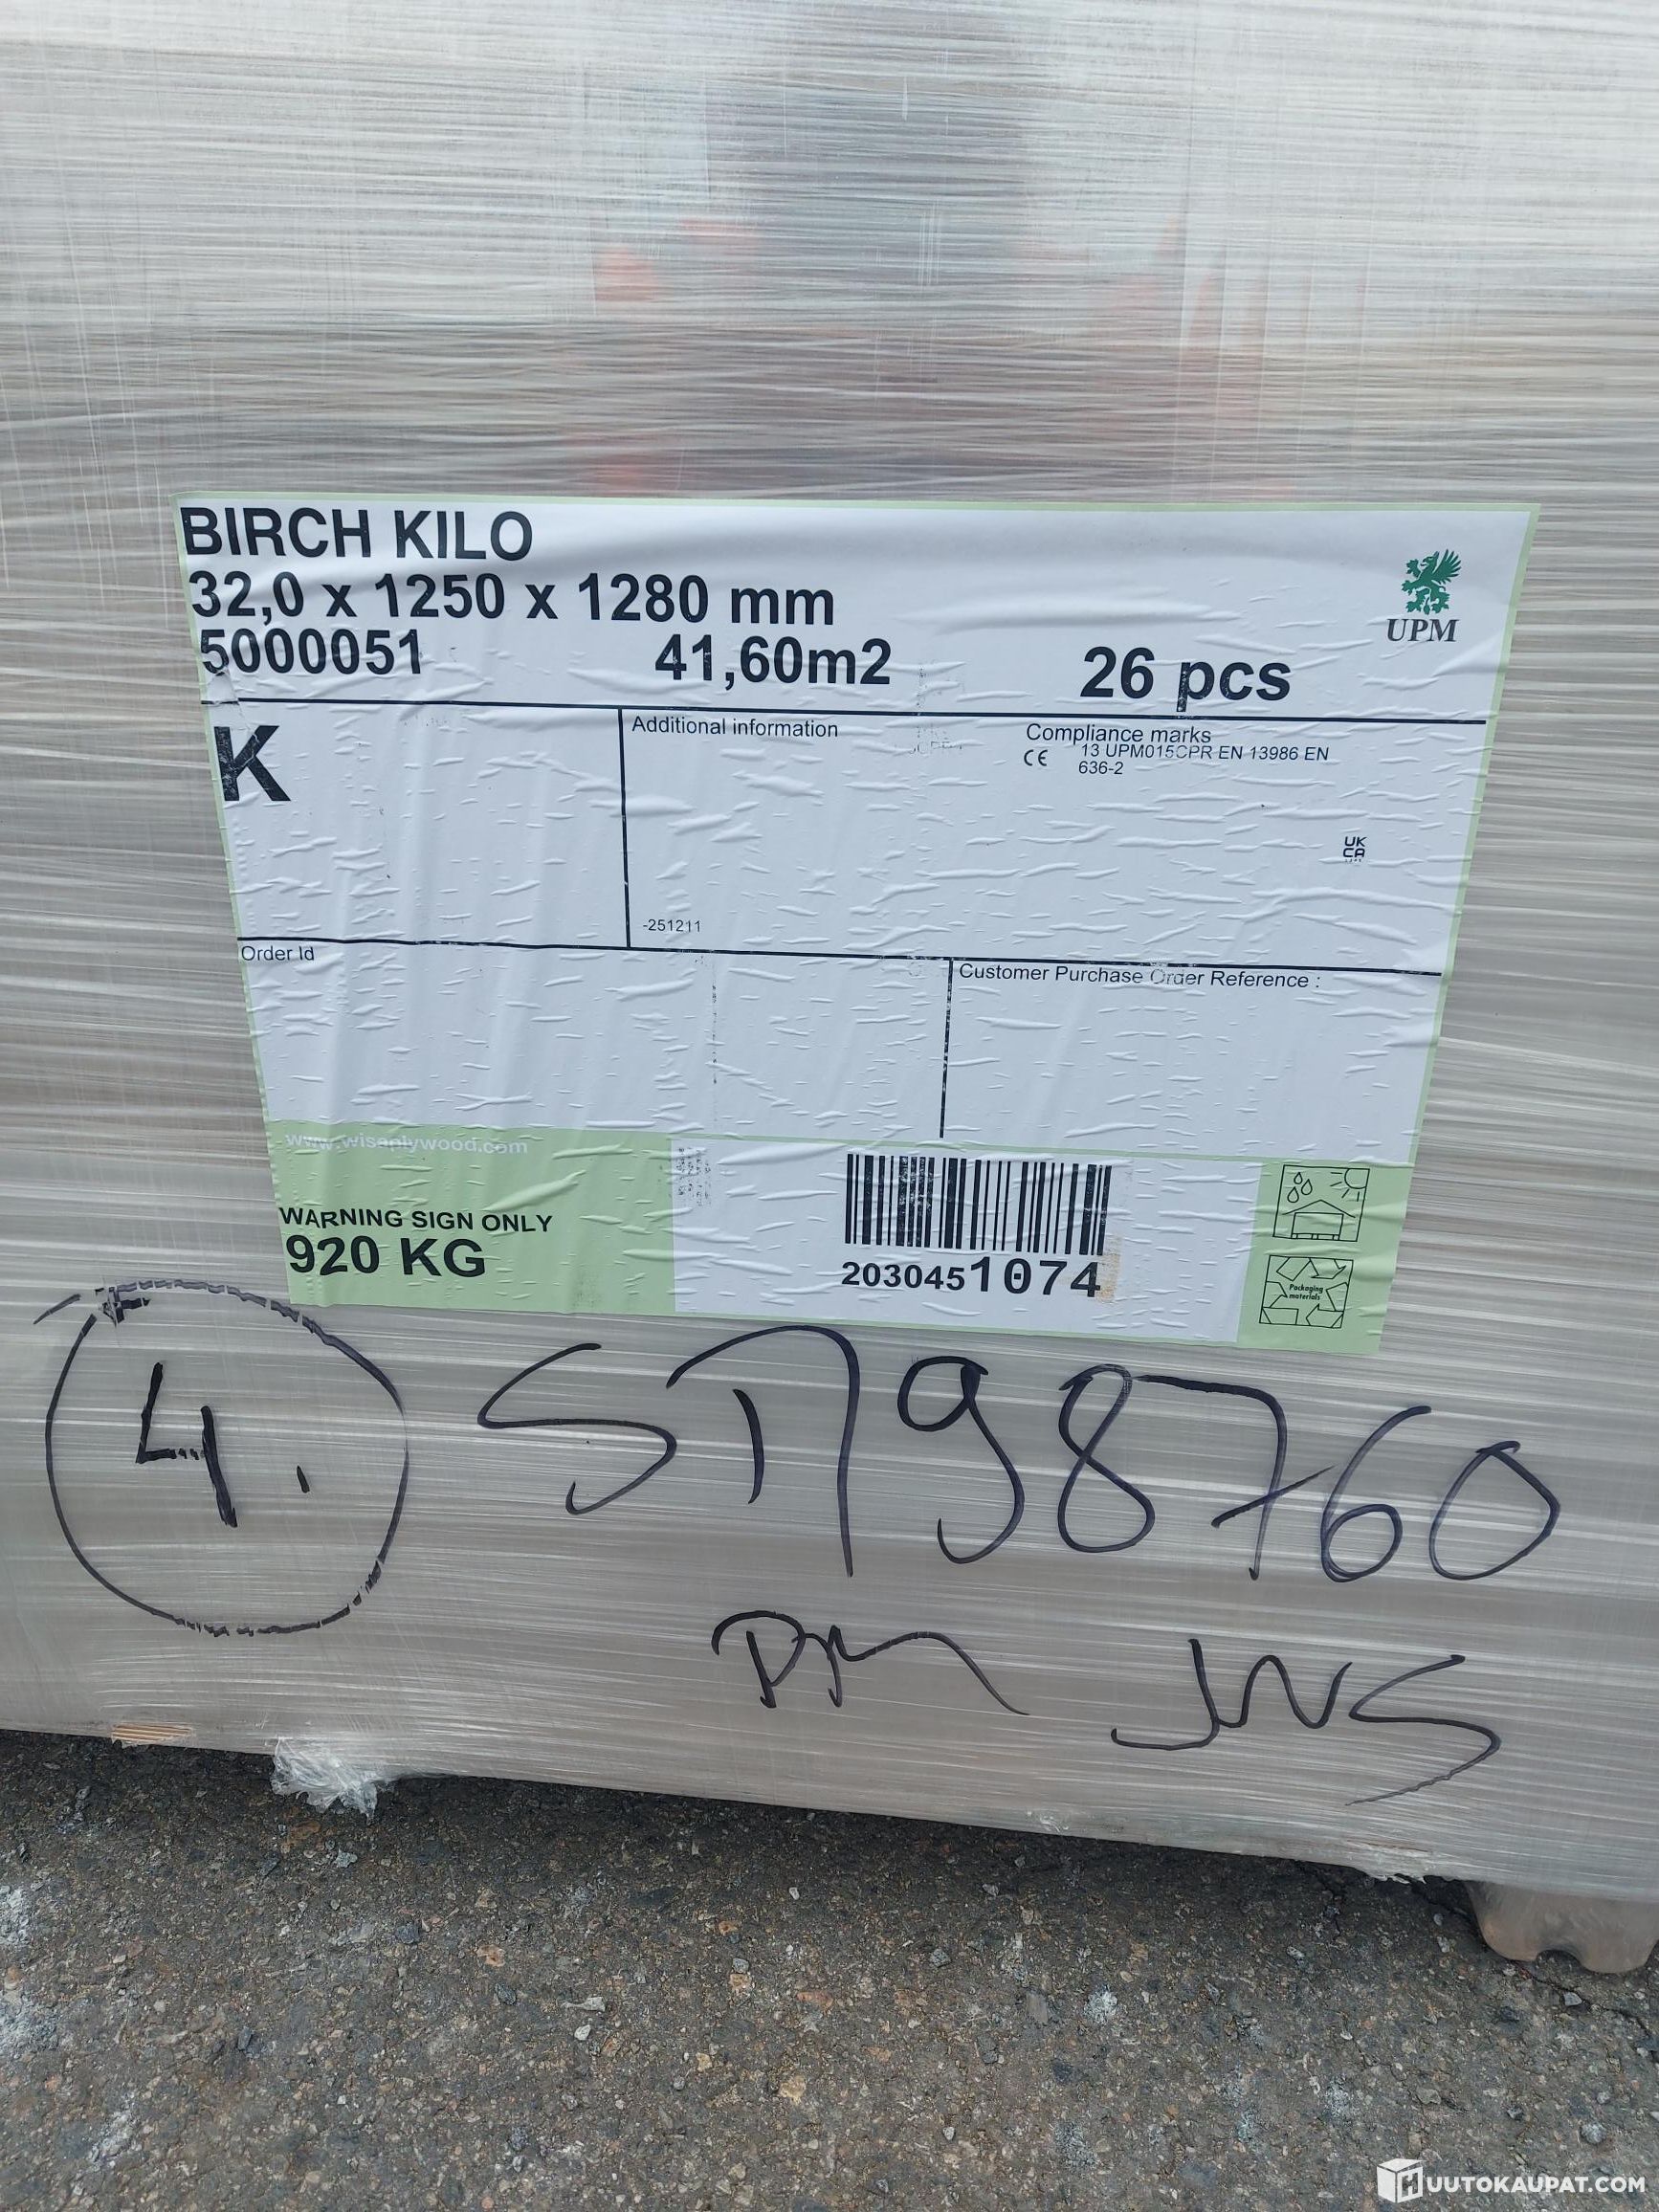 BIRCH KILO
32,0 x 1250 x 1280 mm
UPM
5000051 41,60m2 26 pcs
K
Additional information
-251211
Compliance marks
CE 13 UPM015CPR EN 13986 EN
636-2
UK
CA
Order Id
Customer Purchase Order Reference :
www.wisaplywood.com
WARNING SIGN ONLY
920 KG
2030451074
Packaging
materials
4.
5798760
PM JWS
HUUTOKAUPAT.COM